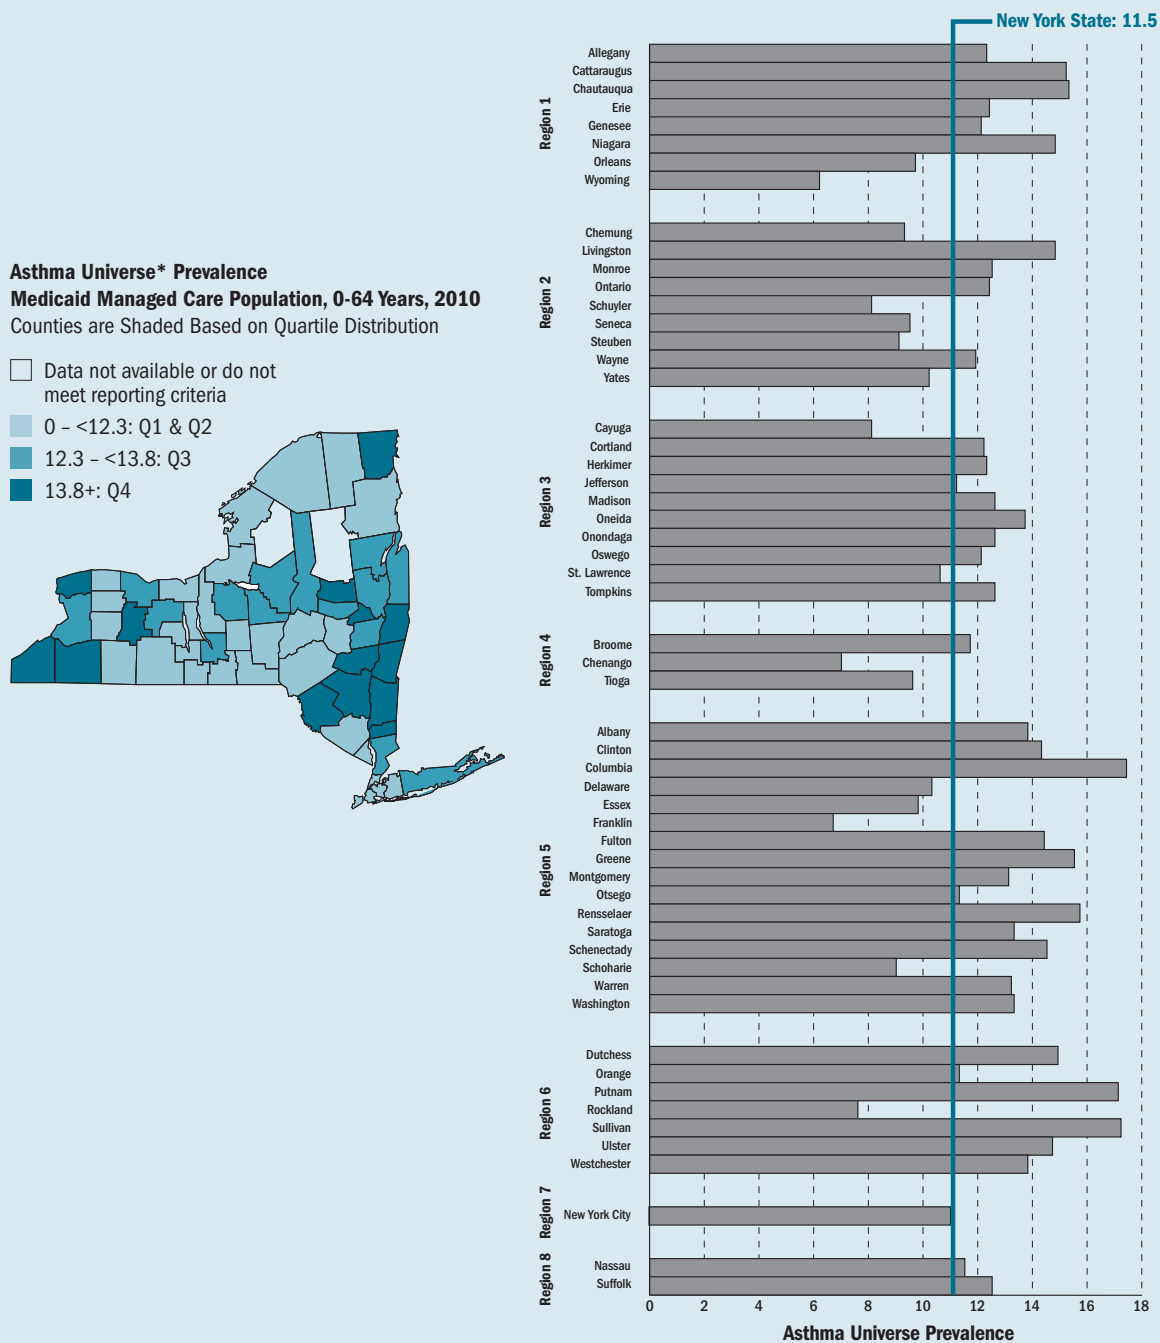 New York State: 11.5
Asthma Universe* Prevalence
Medicaid Managed Care Population, 0-64 Years, 2010
Counties are Shaded Based on Quartile Distribution
Data not available or do not
meet reporting criteria
0 – <12.3: Q1 & Q2
12.3 – <13.8: Q3
13.8+: Q4
Region 1
Allegany
Cattaraugus
Chautauqua
Erie
Genesee
Niagara
Orleans
Wyoming
Region 2
Chemung
Livingston
Monroe
Ontario
Schuyler
Seneca
Steuben
Wayne
Yates
Region 3
Cayuga
Cortland
Herkimer
Jefferson
Madison
Oneida
Onondaga
Oswego
St. Lawrence
Tompkins
Region 4
Broome
Chenango
Tioga
Region 5
Albany
Clinton
Columbia
Delaware
Essex
Franklin
Fulton
Greene
Montgomery
Otsego
Rensselaer
Saratoga
Schenectady
Schoharie
Warren
Washington
Region 6
Dutchess
Orange
Putnam
Rockland
Sullivan
Ulster
Westchester
Region 7
New York City
Region 8
Nassau
Suffolk
0 2 4 6 8 10 12 14 16 18
Asthma Universe Prevalence